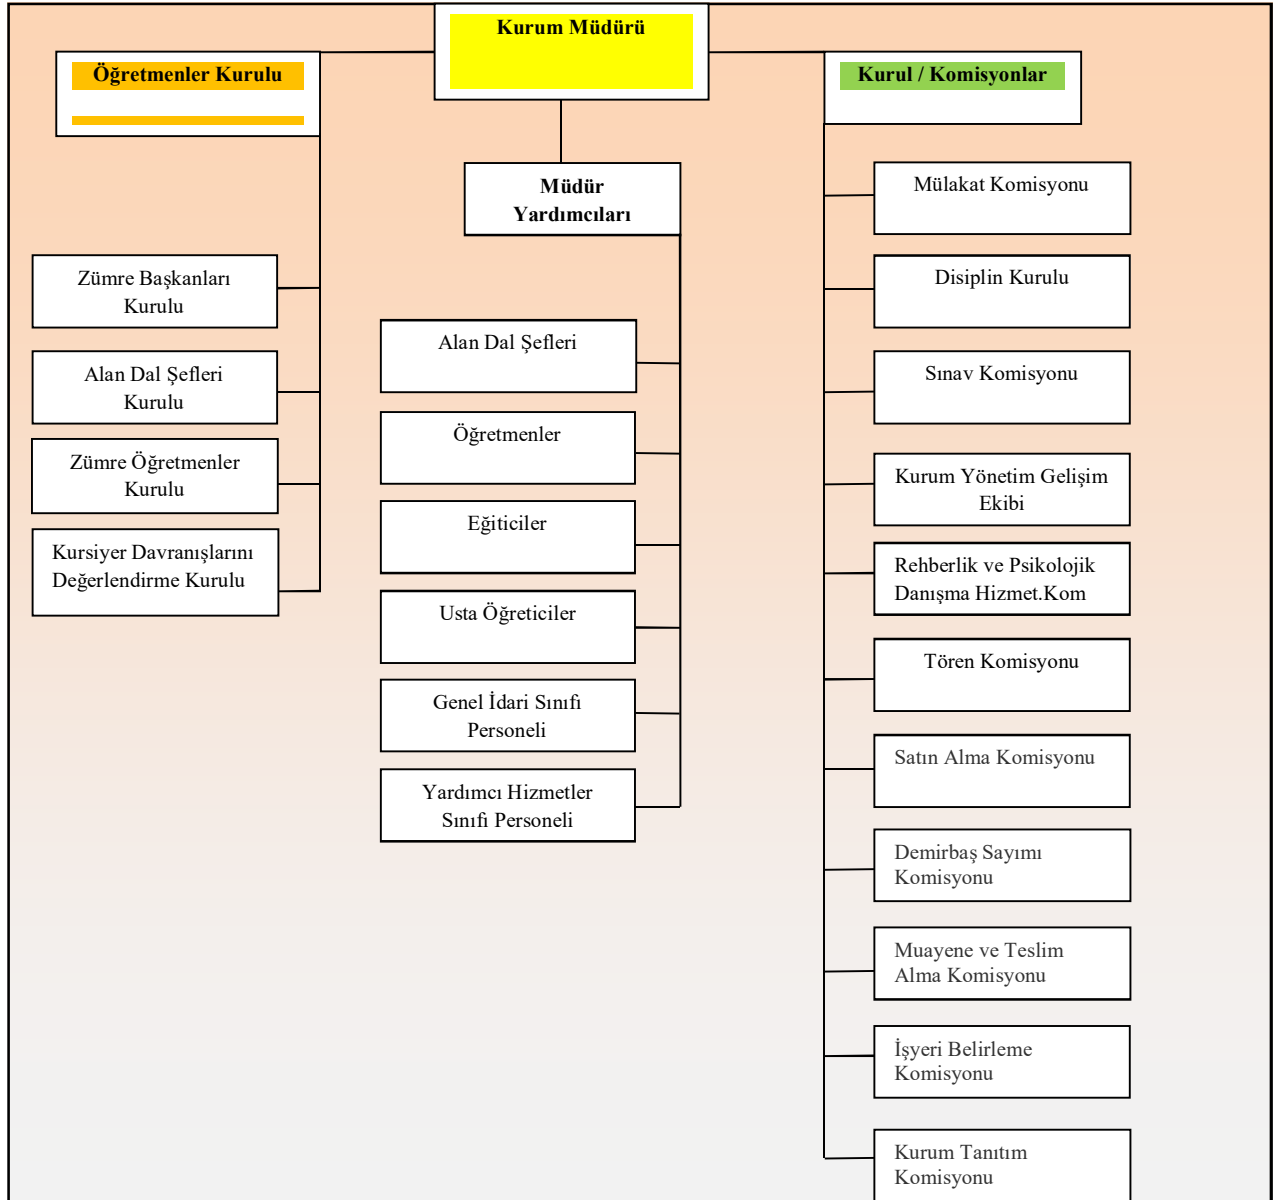 Kurum Müdürü
Öğretmenler Kurulu
Kurul / Komisyonlar
Müdür
Yardımcıları
Zümre Başkanları
Kurulu
Alan Dal Şefleri
Kurulu
Zümre Öğretmenler
Kurulu
Kursiyer Davranışlarını
Değerlendirme Kurulu
Alan Dal Şefleri
Öğretmenler
Eğiticiler
Usta Öğreticiler
Genel İdari Sınıfı
Personeli
Yardımcı Hizmetler
Sınıfı Personeli
Mülakat Komisyonu
Disiplin Kurulu
Sınav Komisyonu
Kurum Yönetim Gelişim
Ekibi
Rehberlik ve Psikolojik
Danışma Hizmet.Kom
Tören Komisyonu
Satın Alma Komisyonu
Demirbaş Sayımı
Komisyonu
Muayene ve Teslim
Alma Komisyonu
İşyeri Belirleme
Komisyonu
Kurum Tanıtım
Komisyonu